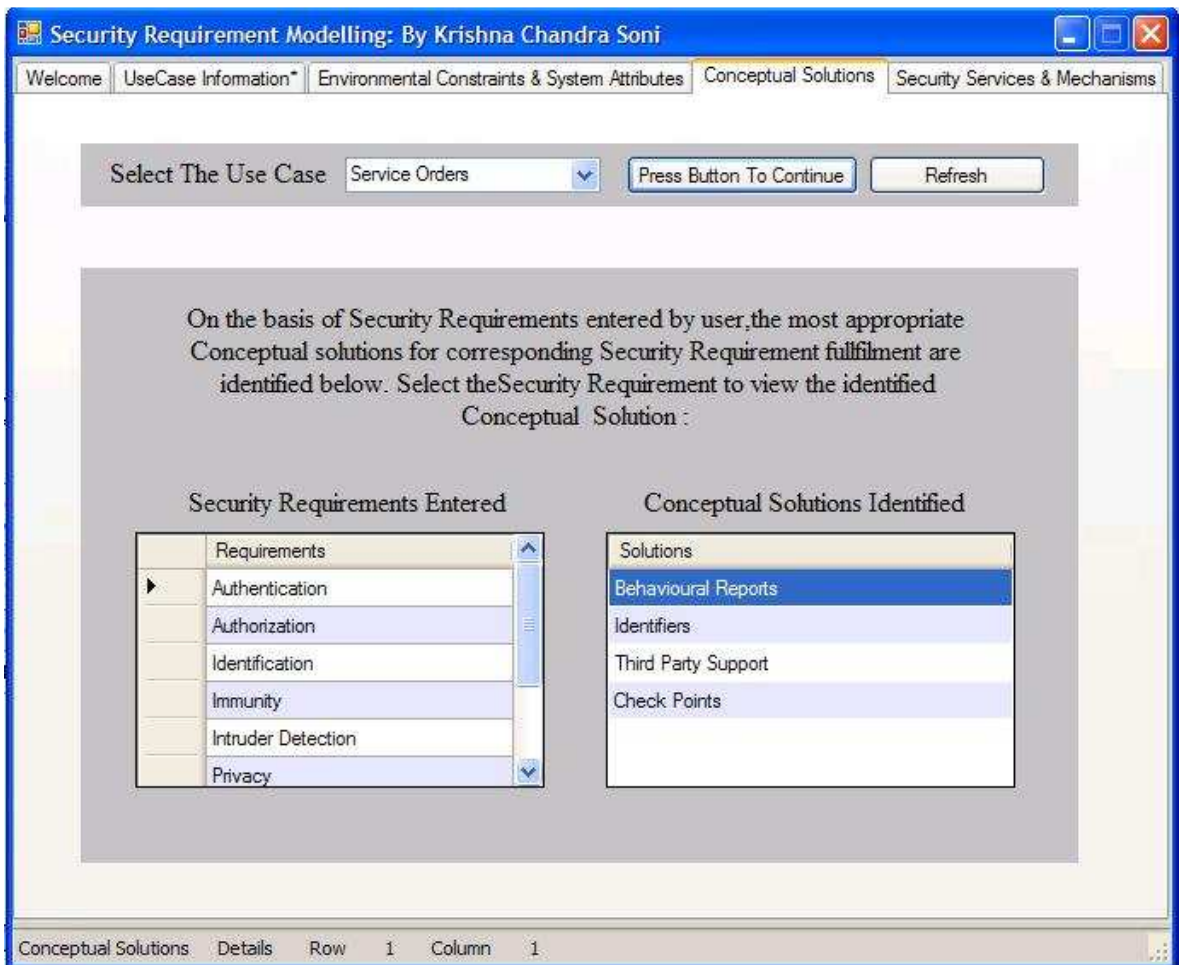 Security Requirement Modelling: By Krishna Chandra Soni
Welcome UseCase Information* Environmental Constraints & System Attributes Conceptual Solutions Security Services & Mechanisms
Select The Use Case Service Orders Press Button To Continue Refresh
On the basis of Security Requirements entered by user,the most appropriate
Conceptual solutions for corresponding Security Requirement fullfilment are
identified below. Select theSecurity Requirement to view the identified
Conceptual Solution :
Security Requirements Entered
Requirements
Authentication
Authorization
Identification
Immunity
Intruder Detection
Privacy
Conceptual Solutions Identified
Solutions
Behavioural Reports
Identifiers
Third Party Support
Check Points
Conceptual Solutions Details Row 1 Column 1